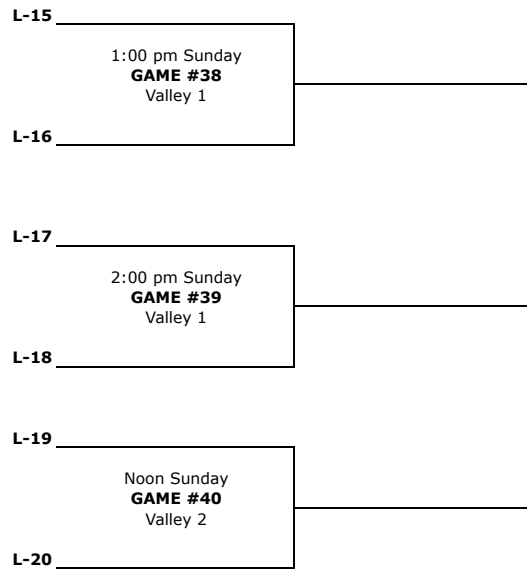 L-15
1:00 pm Sunday
GAME #38
Valley 1
L-16
L-17
2:00 pm Sunday
GAME #39
Valley 1
L-18
L-19
Noon Sunday
GAME #40
Valley 2
L-20